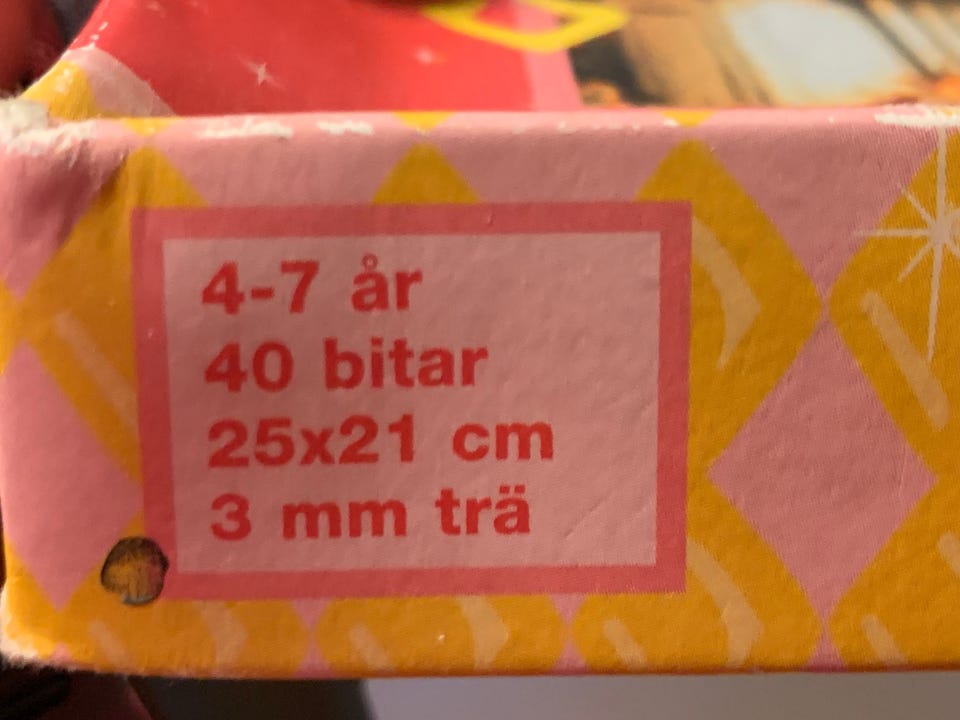 4-7 år
40 bitar
25x21 cm
3 mm trä